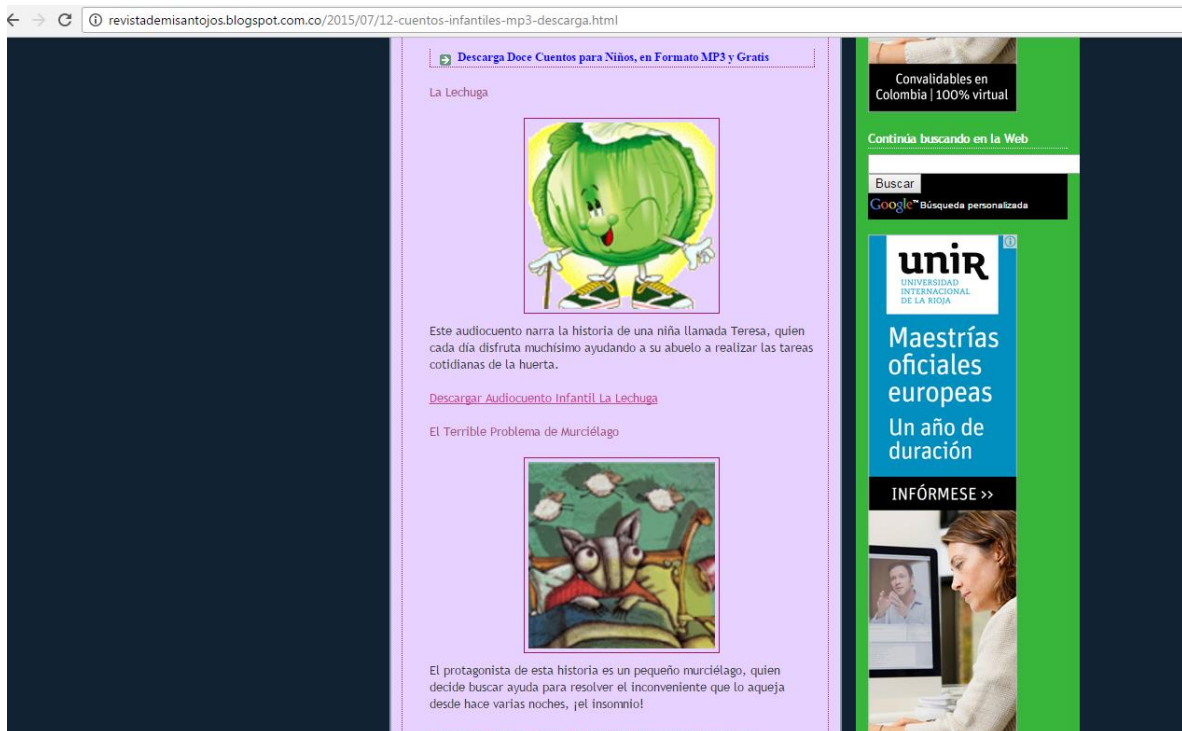 revistademisantojos.blogspot.com.co/2015/07/12-cuentos-infantiles-mp3-descarga.html
Descarga Doce Cuentos para Niños, en Formato MP3 y Gratis
La Lechuga
Este audiocuento narra la historia de una niña llamada Teresa, quien
cada día disfruta muchísimo ayudando a su abuelo a realizar las tareas
cotidianas de la huerta.
Descargar Audiocuento Infantil La Lechuga
El Terrible Problema de Murciélago
El protagonista de esta historia es un pequeño murciélago, quien
decide buscar ayuda para resolver el inconveniente que lo aqueja
desde hace varias noches, ¡el insomnio!
Convalidables en
Colombia | 100% virtual
Continúa buscando en la Web
Buscar
Google™ Búsqueda personalizada
unir
UNIVERSIDAD
INTERNACIONAL
DE LA RIOJA
Maestrías
oficiales
europeas
Un año de
duración
INFÓRMESE >>